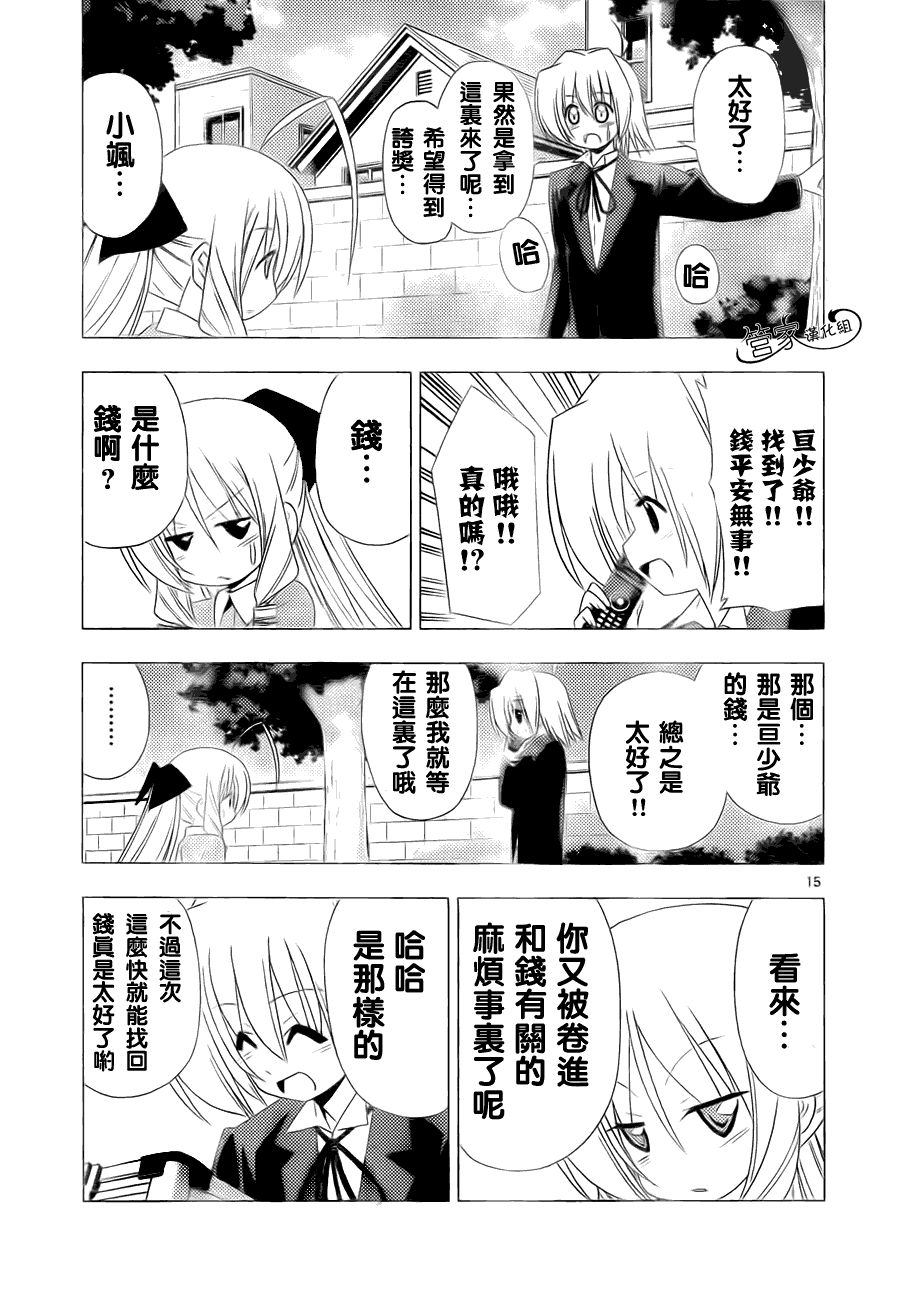 太好了…
果然是拿到
這裏來了呢…
希望得到
誇獎…
哈
哈
小颯…
管家漢化組
亘少爺!!
找到了!!
錢平安無事!!
哦哦!!
真的嗎!?
錢…
是什麼
錢啊?
那個…
那是亘少爺
的錢…
總之是
太好了!!
那麼我就等
在這裏了哦
………
15
看來…
你又被卷進
和錢有關的
麻煩事裏了呢
哈哈
是那樣的
不過這次
這麼快就能找回
錢眞是太好了喲